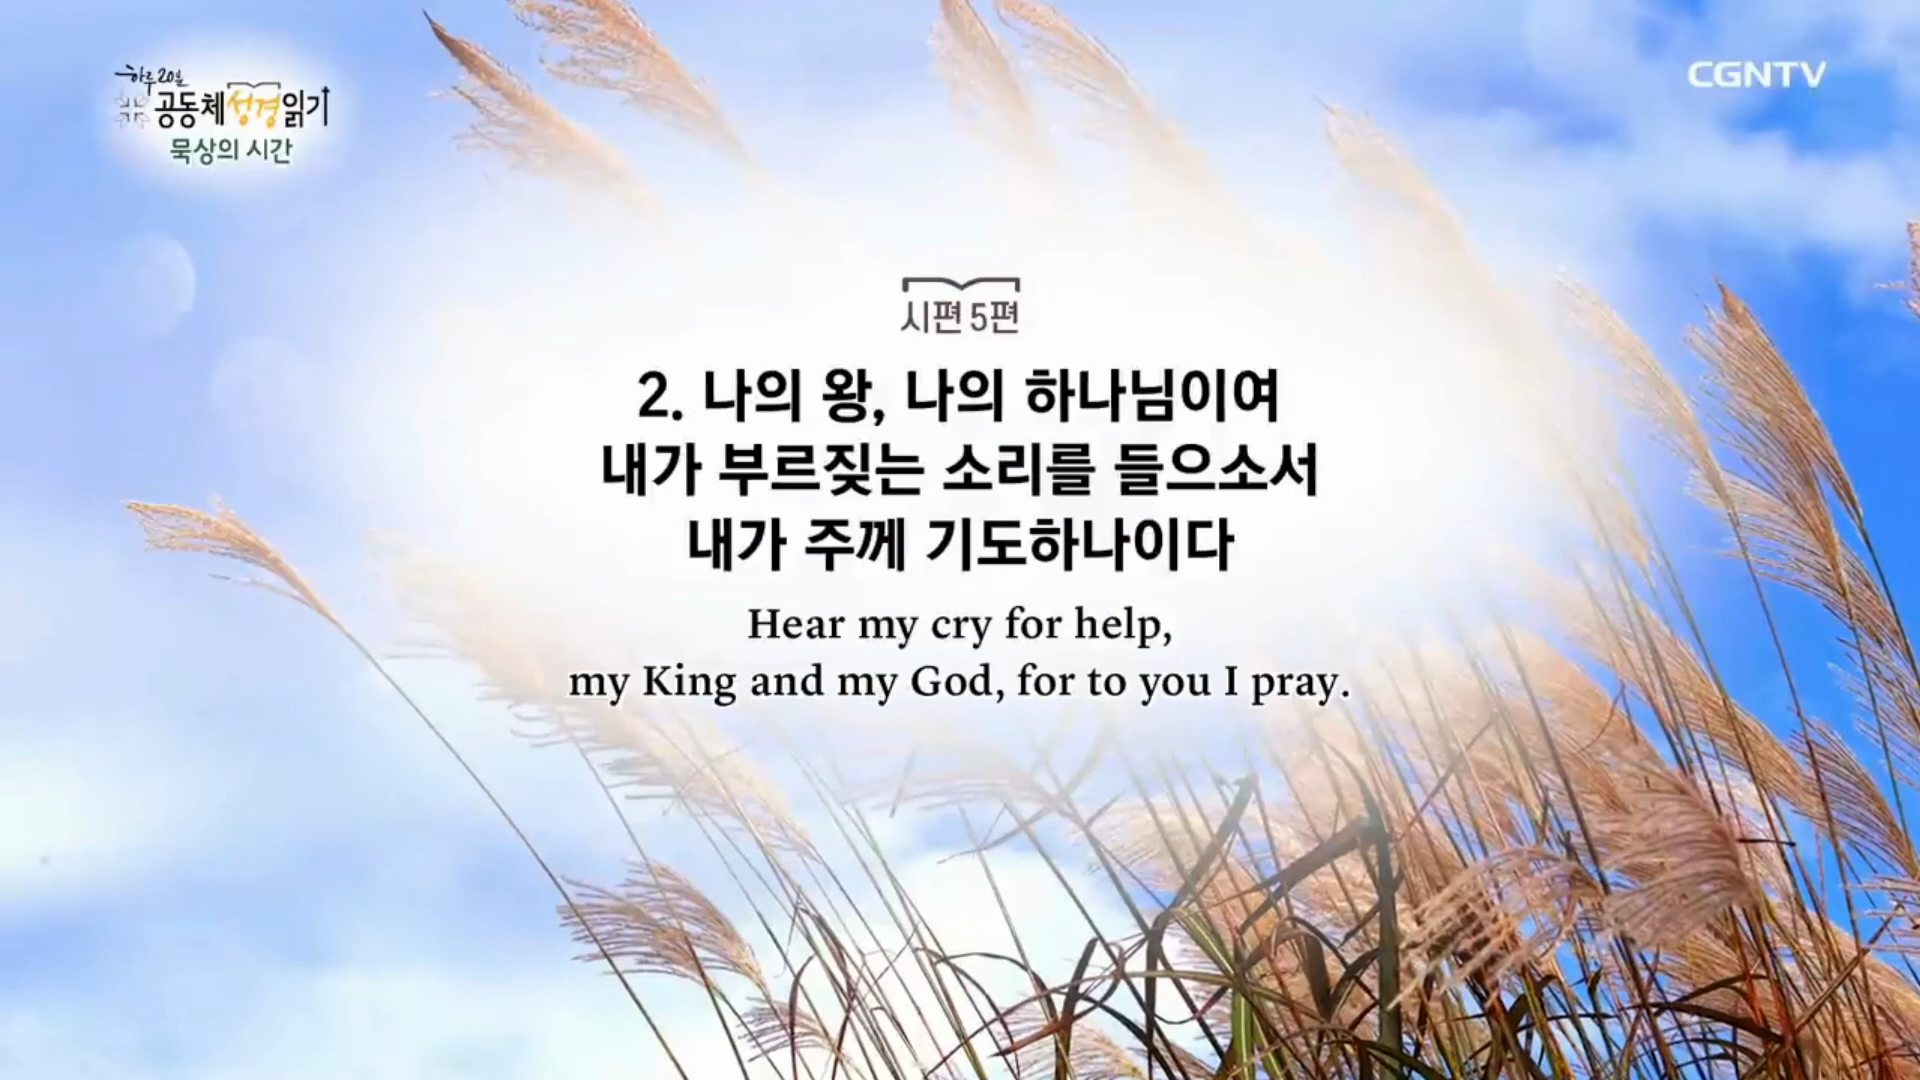 하루 20분
공동체성경읽기
묵상의 시간
CGNTV
시편 5편
2. 나의 왕, 나의 하나님이여
내가 부르짖는 소리를 들으소서
내가 주께 기도하나이다
Hear my cry for help,
my King and my God, for to you I pray.